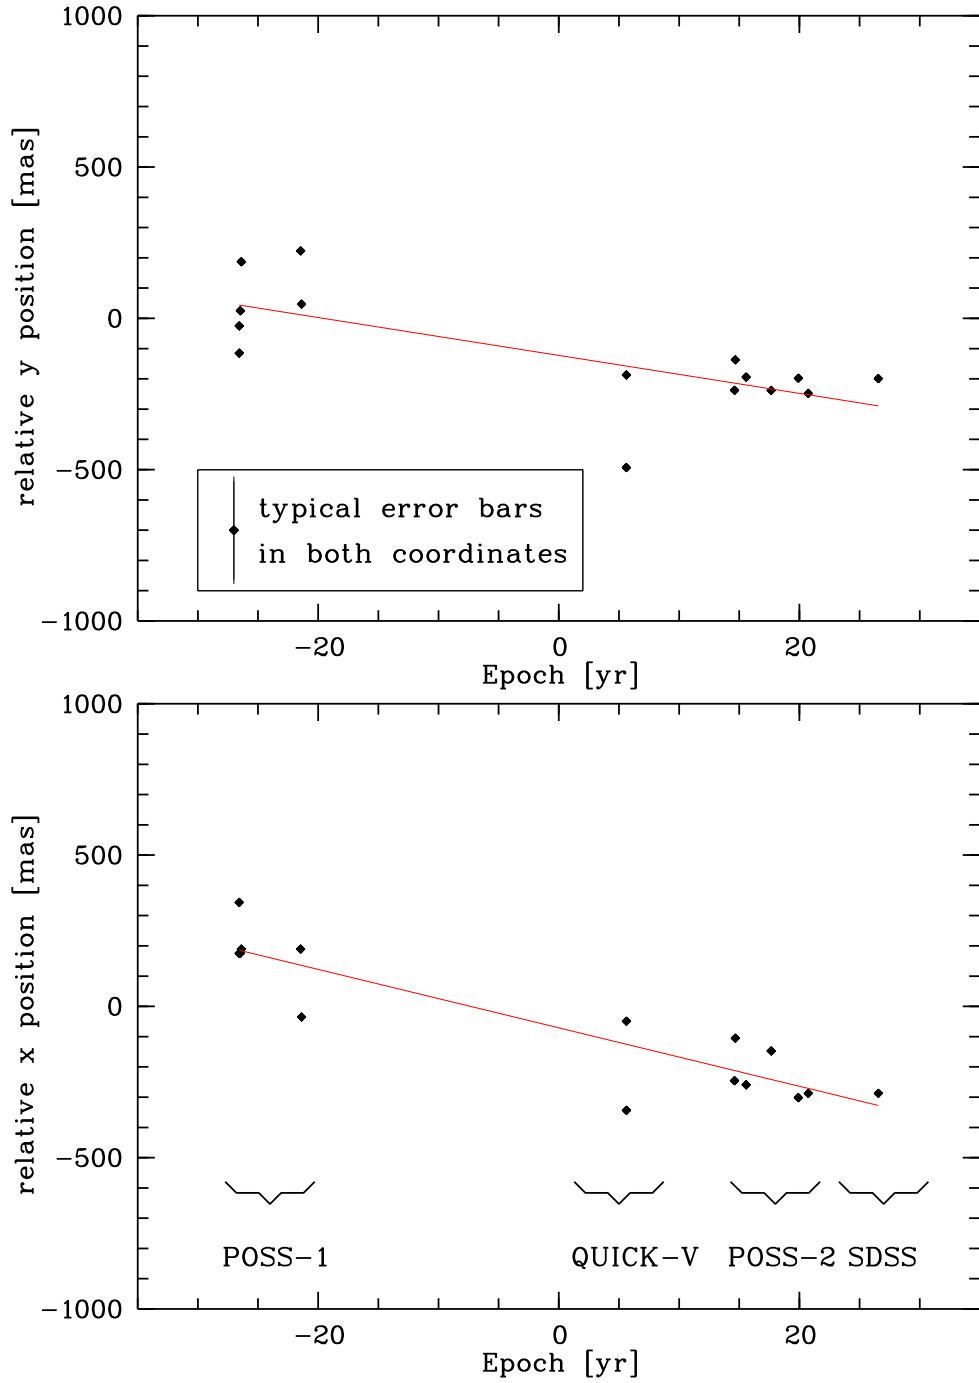 1000
500
0
−500
−1000
relative y position [mas]
typical error bars
in both coordinates
−20 0 20
Epoch [yr]
1000
500
0
−500
−1000
relative x position [mas]
POSS−1 QUICK−V POSS−2 SDSS
−20 0 20
Epoch [yr]